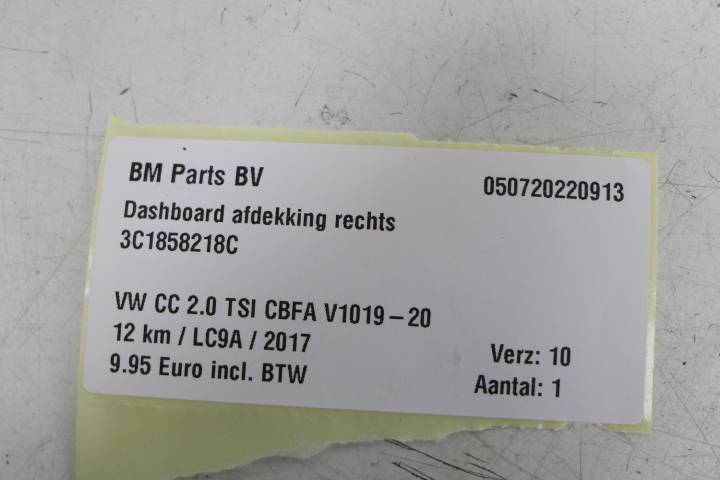 BM Parts BV 050720220913
Dashboard afdekking rechts
3C1858218C
VW CC 2.0 TSI CBFA V1019-20
12 km / LC9A / 2017 Verz: 10
9.95 Euro incl. BTW Aantal: 1